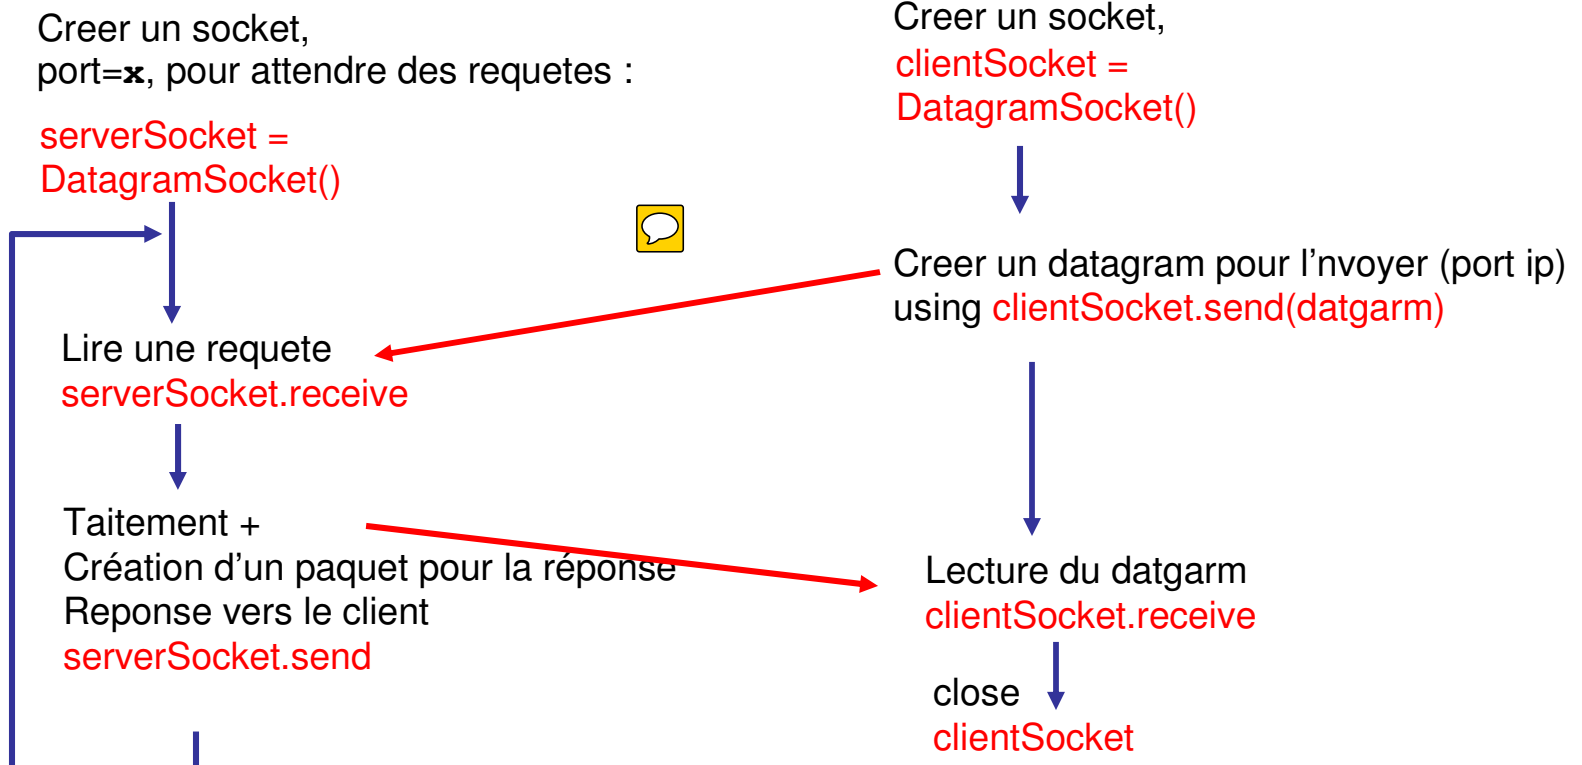 Creer un socket,
port=x, pour attendre des requetes :
serverSocket =
DatagramSocket()
Lire une requete
serverSocket.receive
Taitement +
Création d'un paquet pour la réponse
Reponse vers le client
serverSocket.send
Creer un socket,
clientSocket =
DatagramSocket()
Creer un datagram pour l'nvoyer (port ip)
using clientSocket.send(datgarm)
Lecture du datgarm
clientSocket.receive
close
clientSocket